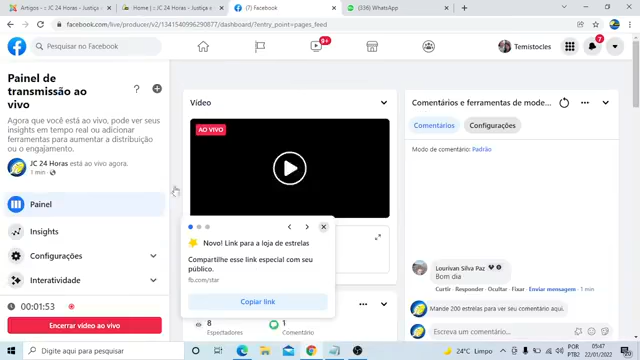 Artigos - :: JC 24 Horas - Justiça
Home | :: JC 24 Horas - Justiça e
(7) Facebook
(336) WhatsApp
facebook.com/live/producer/v2/1341540996290877/dashboard/?entry_point=pages_feed
Pesquisar no Facebook
9+
Temistocles
7
Painel de
transmissão ao
vivo
Agora que você está ao vivo, pode ver seus
insights em tempo real ou adicionar
ferramentas para aumentar a distribuição
ou o engajamento.
JC 24 Horas está ao vivo agora.
1 min
Painel
Insights
Configurações
Interatividade
00:01:53
Encerrar vídeo ao vivo
Vídeo
AO VIVO
Novo! Link para a loja de estrelas
Compartilhe esse link especial com seu
público.
fb.com/star
Copiar link
8
Espectadores
1
Comentário
Comentários e ferramentas de mode...
Comentários
Configurações
Modo de comentário: Padrão
Lourivan Silva Paz
Bom dia
Curtir Responder Ocultar Fixar Enviar mensagem 1 min
Mande 200 estrelas para ver seu comentário aqui.
Escreva um comentário...
Digite aqui para pesquisar
24°C Limpo
POR
PTB2
05:47
22/01/2022